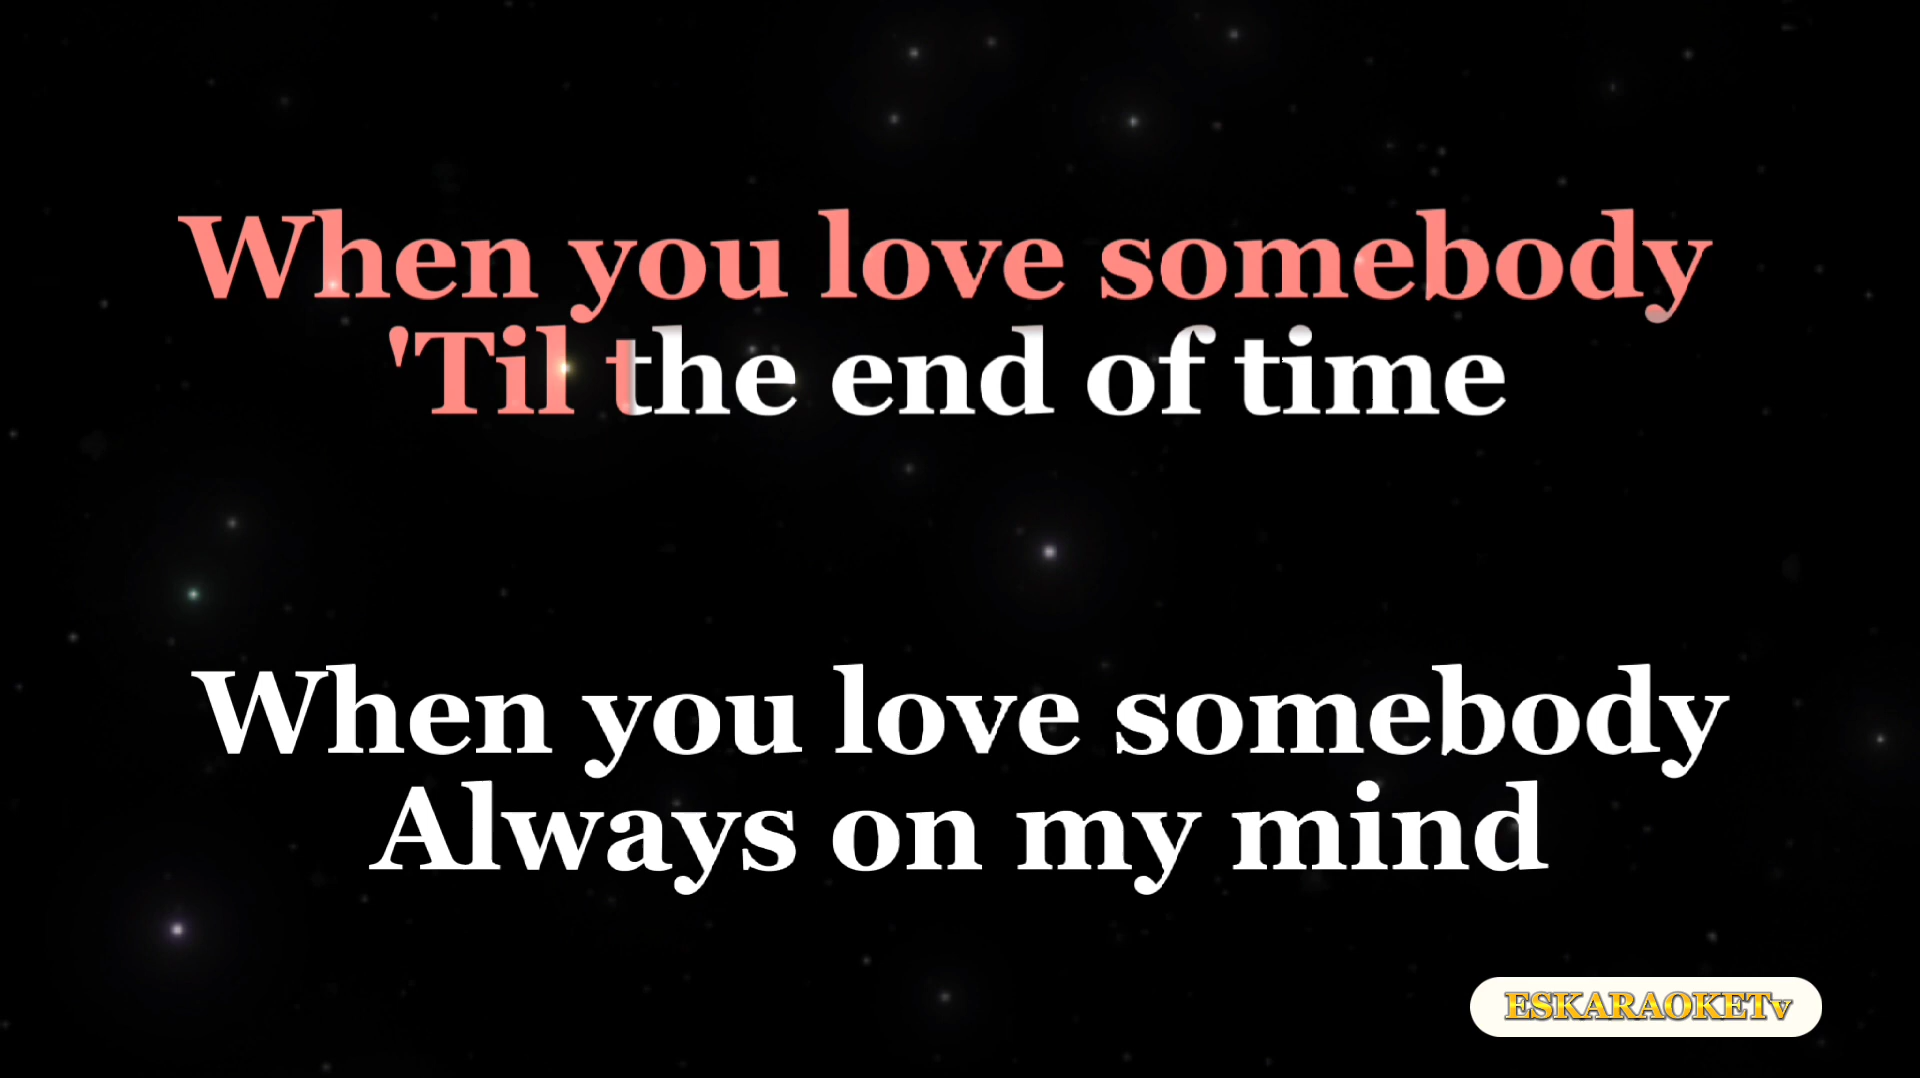 When you love somebody
'Til the end of time
When you love somebody
Always on my mind
ESKARAOKETv